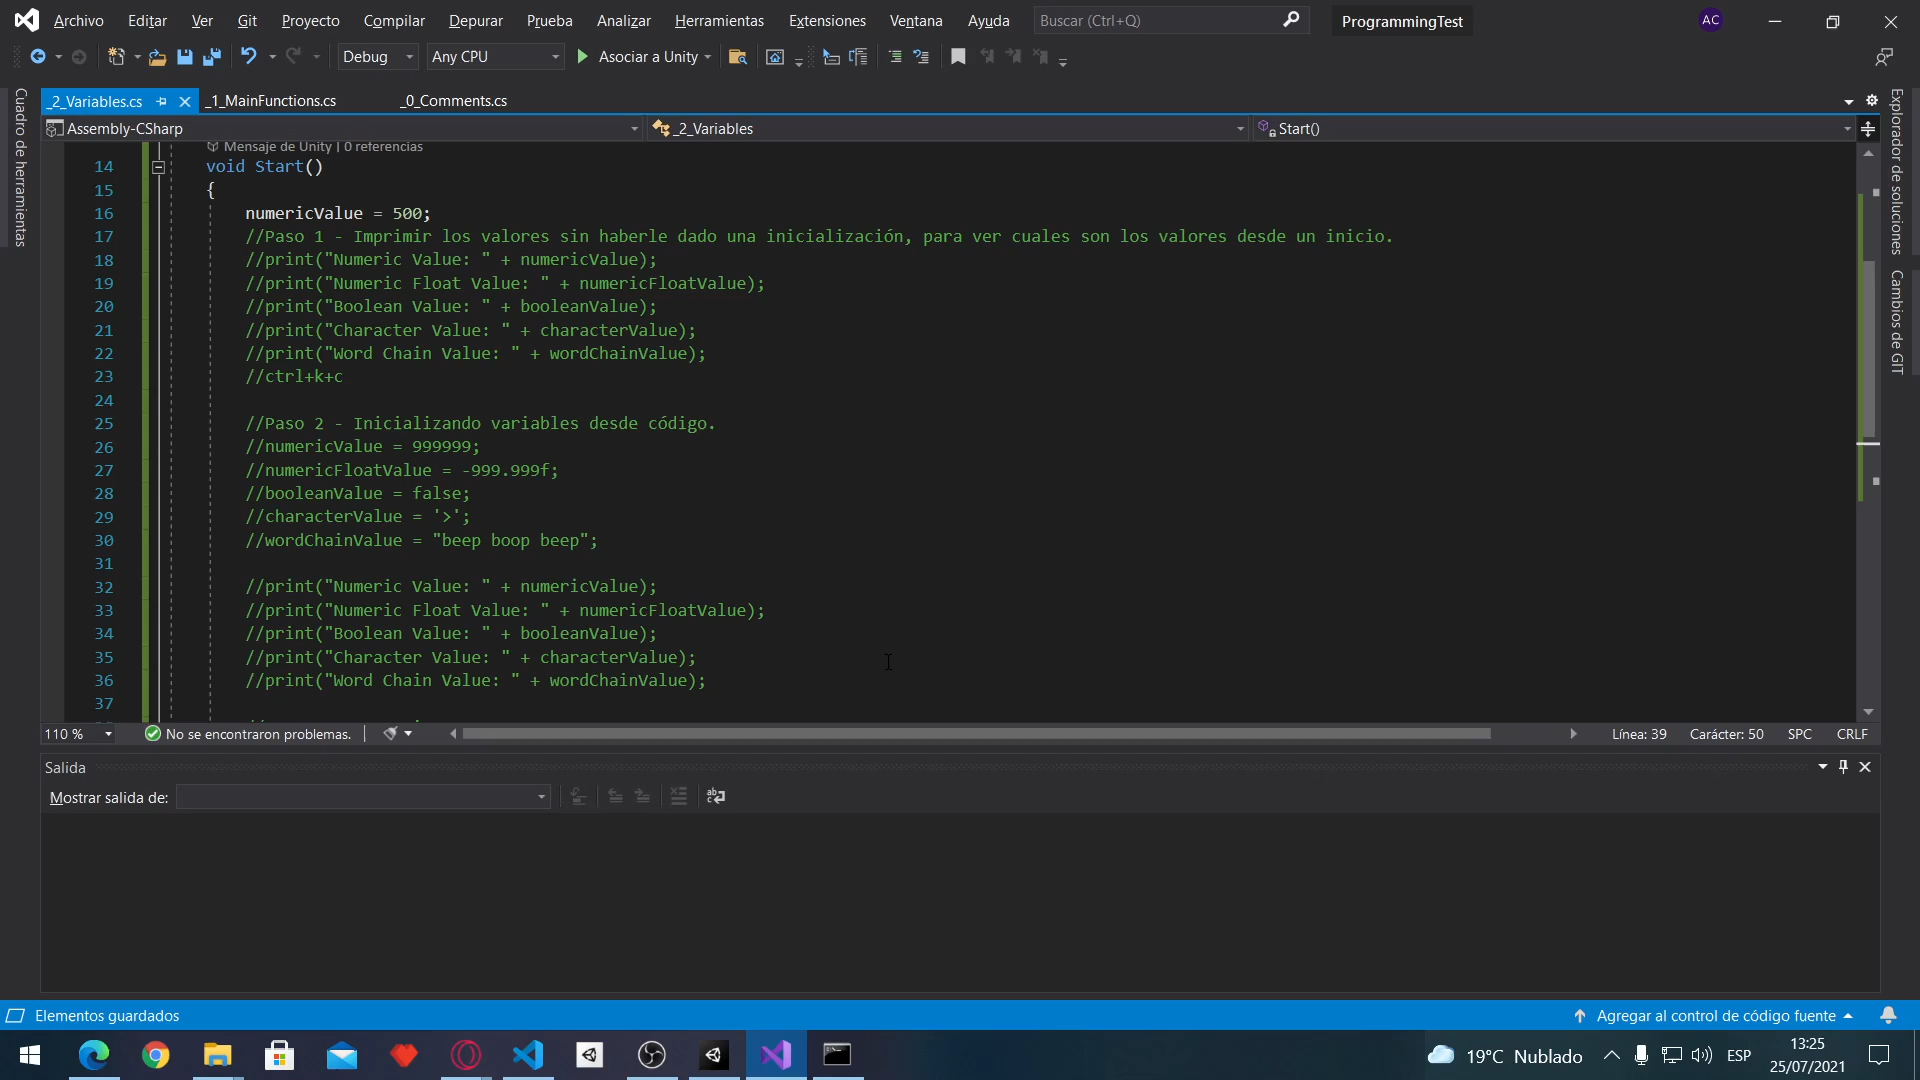 Archivo Editar Ver Git Proyecto Compilar Depurar Prueba Analizar Herramientas Extensiones Ventana Ayuda Buscar (Ctrl+Q) ProgrammingTest AC
Debug Any CPU Asociar a Unity
Cuadro de herramientas
_2_Variables.cs _1_MainFunctions.cs _0_Comments.cs
Assembly-CSharp _2_Variables Start()
Mensaje de Unity | 0 referencias
14 void Start()
15 {
16 numericValue = 500;
17 //Paso 1 - Imprimir los valores sin haberle dado una inicialización, para ver cuales son los valores desde un inicio.
18 //print("Numeric Value: " + numericValue);
19 //print("Numeric Float Value: " + numericFloatValue);
20 //print("Boolean Value: " + booleanValue);
21 //print("Character Value: " + characterValue);
22 //print("Word Chain Value: " + wordChainValue);
23 //ctrl+k+c
24
25 //Paso 2 - Inicializando variables desde código.
26 //numericValue = 999999;
27 //numericFloatValue = -999.999f;
28 //booleanValue = false;
29 //characterValue = '>';
30 //wordChainValue = "beep boop beep";
31
32 //print("Numeric Value: " + numericValue);
33 //print("Numeric Float Value: " + numericFloatValue);
34 //print("Boolean Value: " + booleanValue);
35 //print("Character Value: " + characterValue);
36 //print("Word Chain Value: " + wordChainValue);
37
Explorador de soluciones
Cambios de GIT
110 % No se encontraron problemas. Línea: 39 Carácter: 50 SPC CRLF
Salida
Mostrar salida de:
Elementos guardados Agregar al control de código fuente
19°C Nublado ESP 13:25
25/07/2021